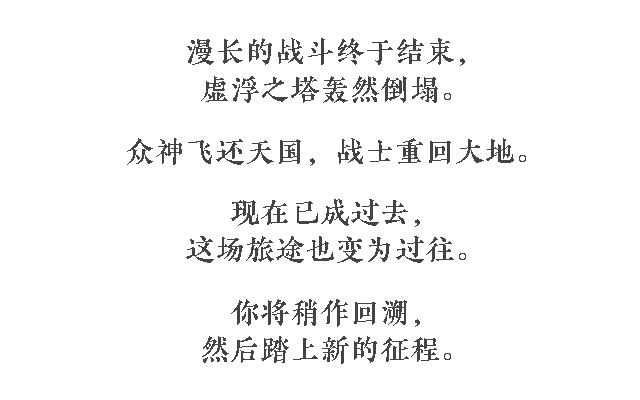 漫长的战斗终于结束，
虚浮之塔轰然倒塌。
众神飞还天国，战士重回大地。
现在已成过去，
这场旅途也变为过往。
你将稍作回溯，
然后踏上新的征程。